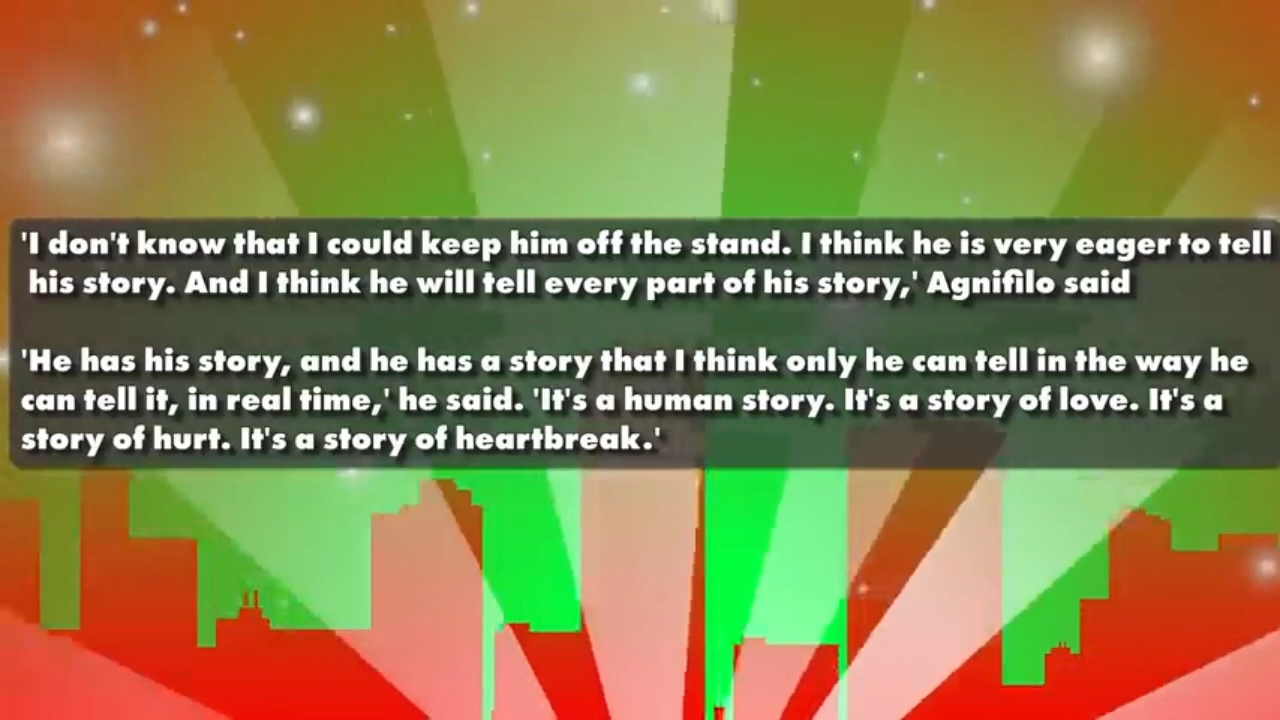 'I don't know that I could keep him off the stand. I think he is very eager to tell
his story. And I think he will tell every part of his story,' Agnifilo said
'He has his story, and he has a story that I think only he can tell in the way he
can tell it, in real time,' he said. 'It's a human story. It's a story of love. It's a
story of hurt. It's a story of heartbreak.'